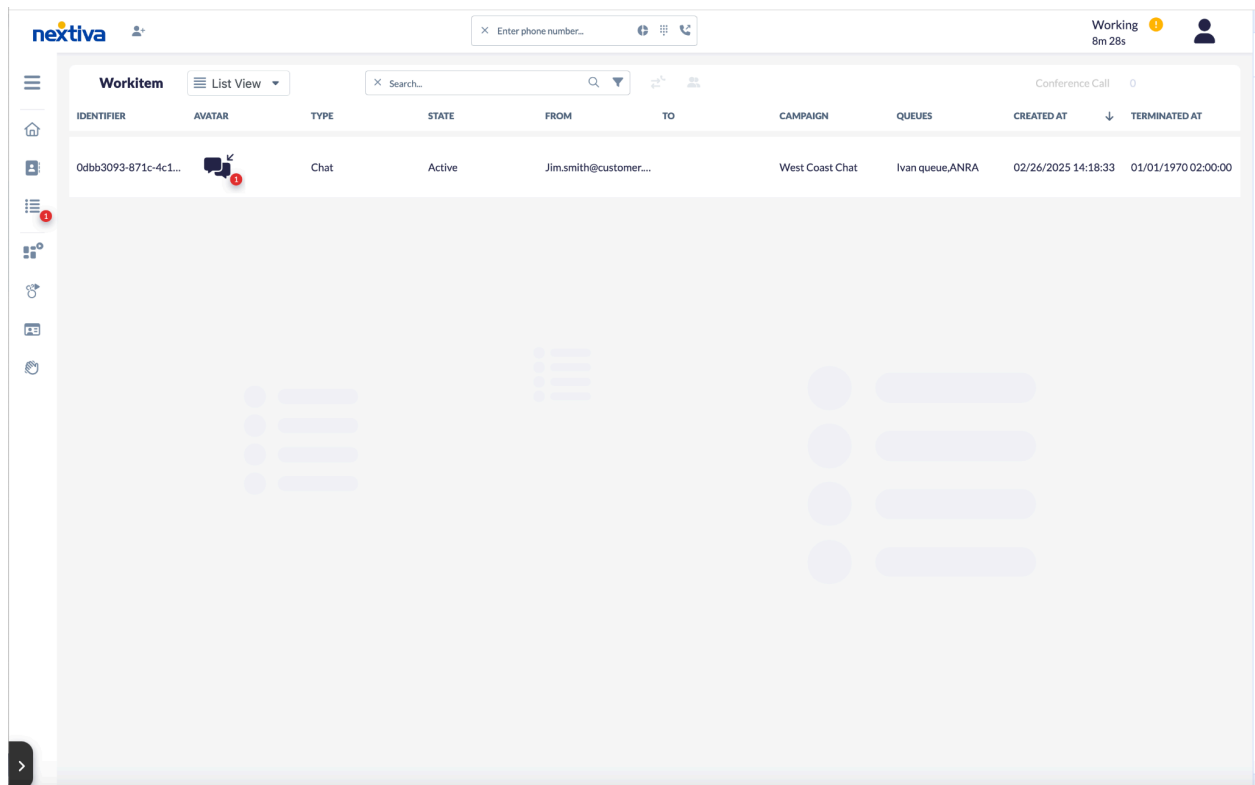 nextiva
Enter phone number...
Working
8m 28s
Workitem
List View
Search...
Conference Call 0
IDENTIFIER AVATAR TYPE STATE FROM TO CAMPAIGN QUEUES CREATED AT TERMINATED AT
0dbb3093-871c-4c1... 1 Chat Active Jim.smith@customer.... West Coast Chat Ivan queue,ANRA 02/26/2025 14:18:33 01/01/1970 02:00:00
1